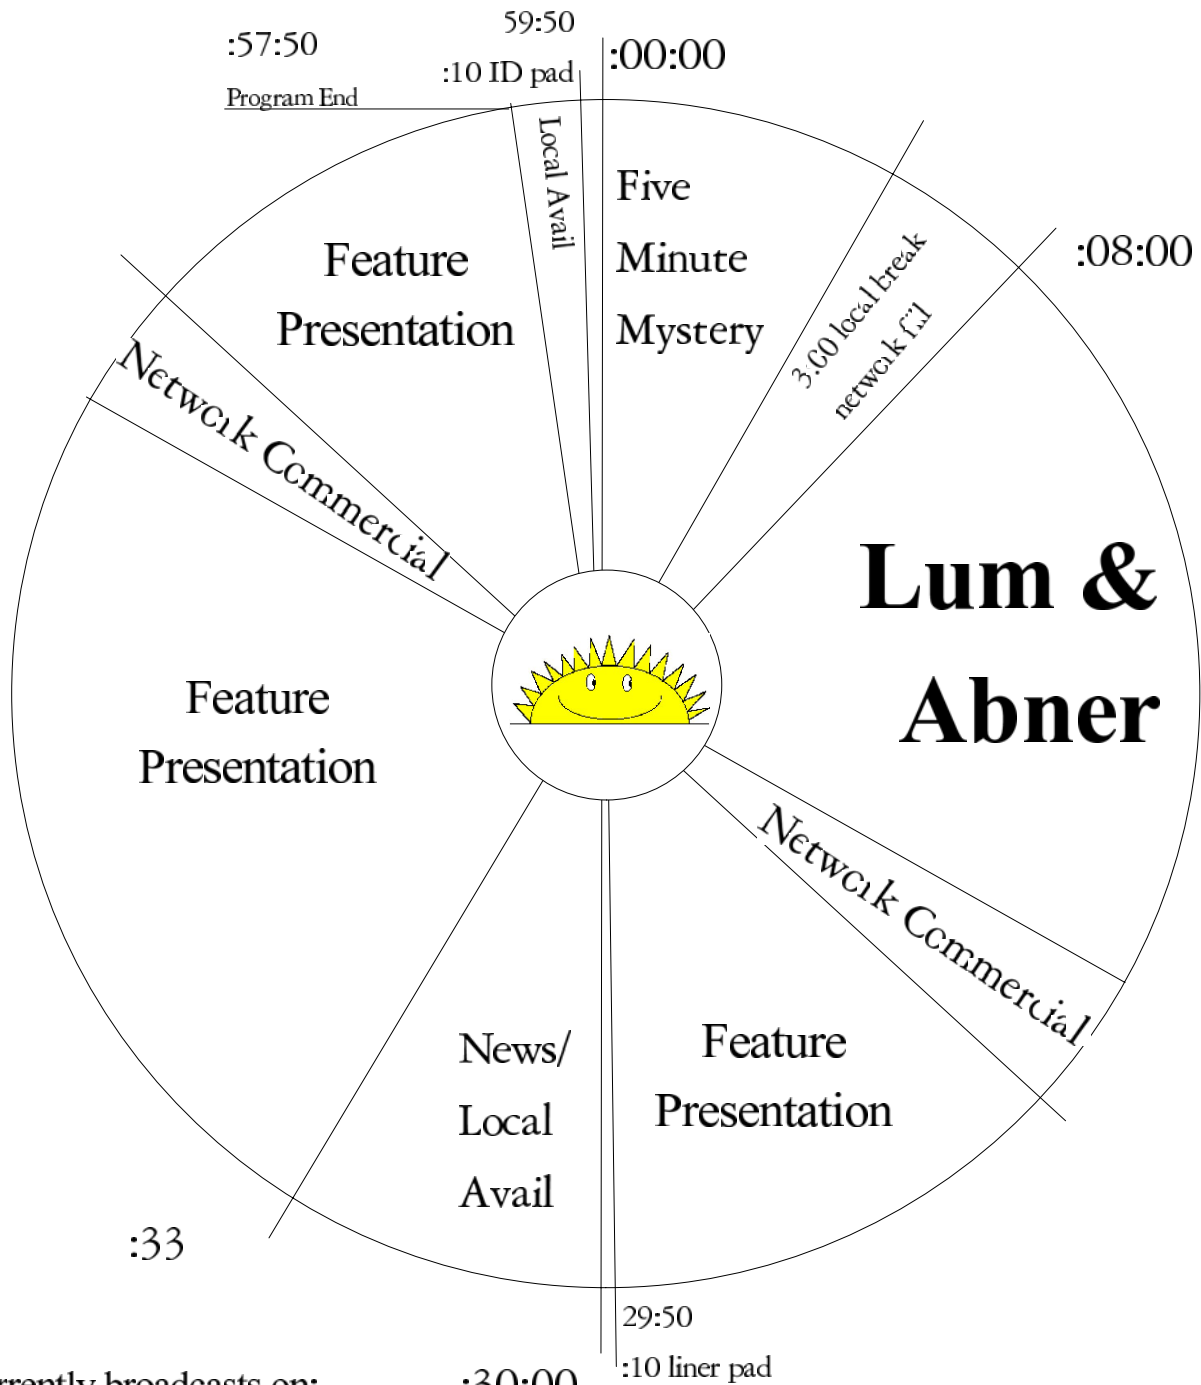 59:50
:57:50
:00:00
:10 ID pad
Program End
Local Avail
Five
Minute
Mystery
3:00 local break
network fill
:08:00
Feature
Presentation
Network Commercial
Lum &
Abner
Feature
Presentation
Network Commercial
News/
Local
Avail
Feature
Presentation
:33
29:50
:10 liner pad
:30:00
broadcasts on: